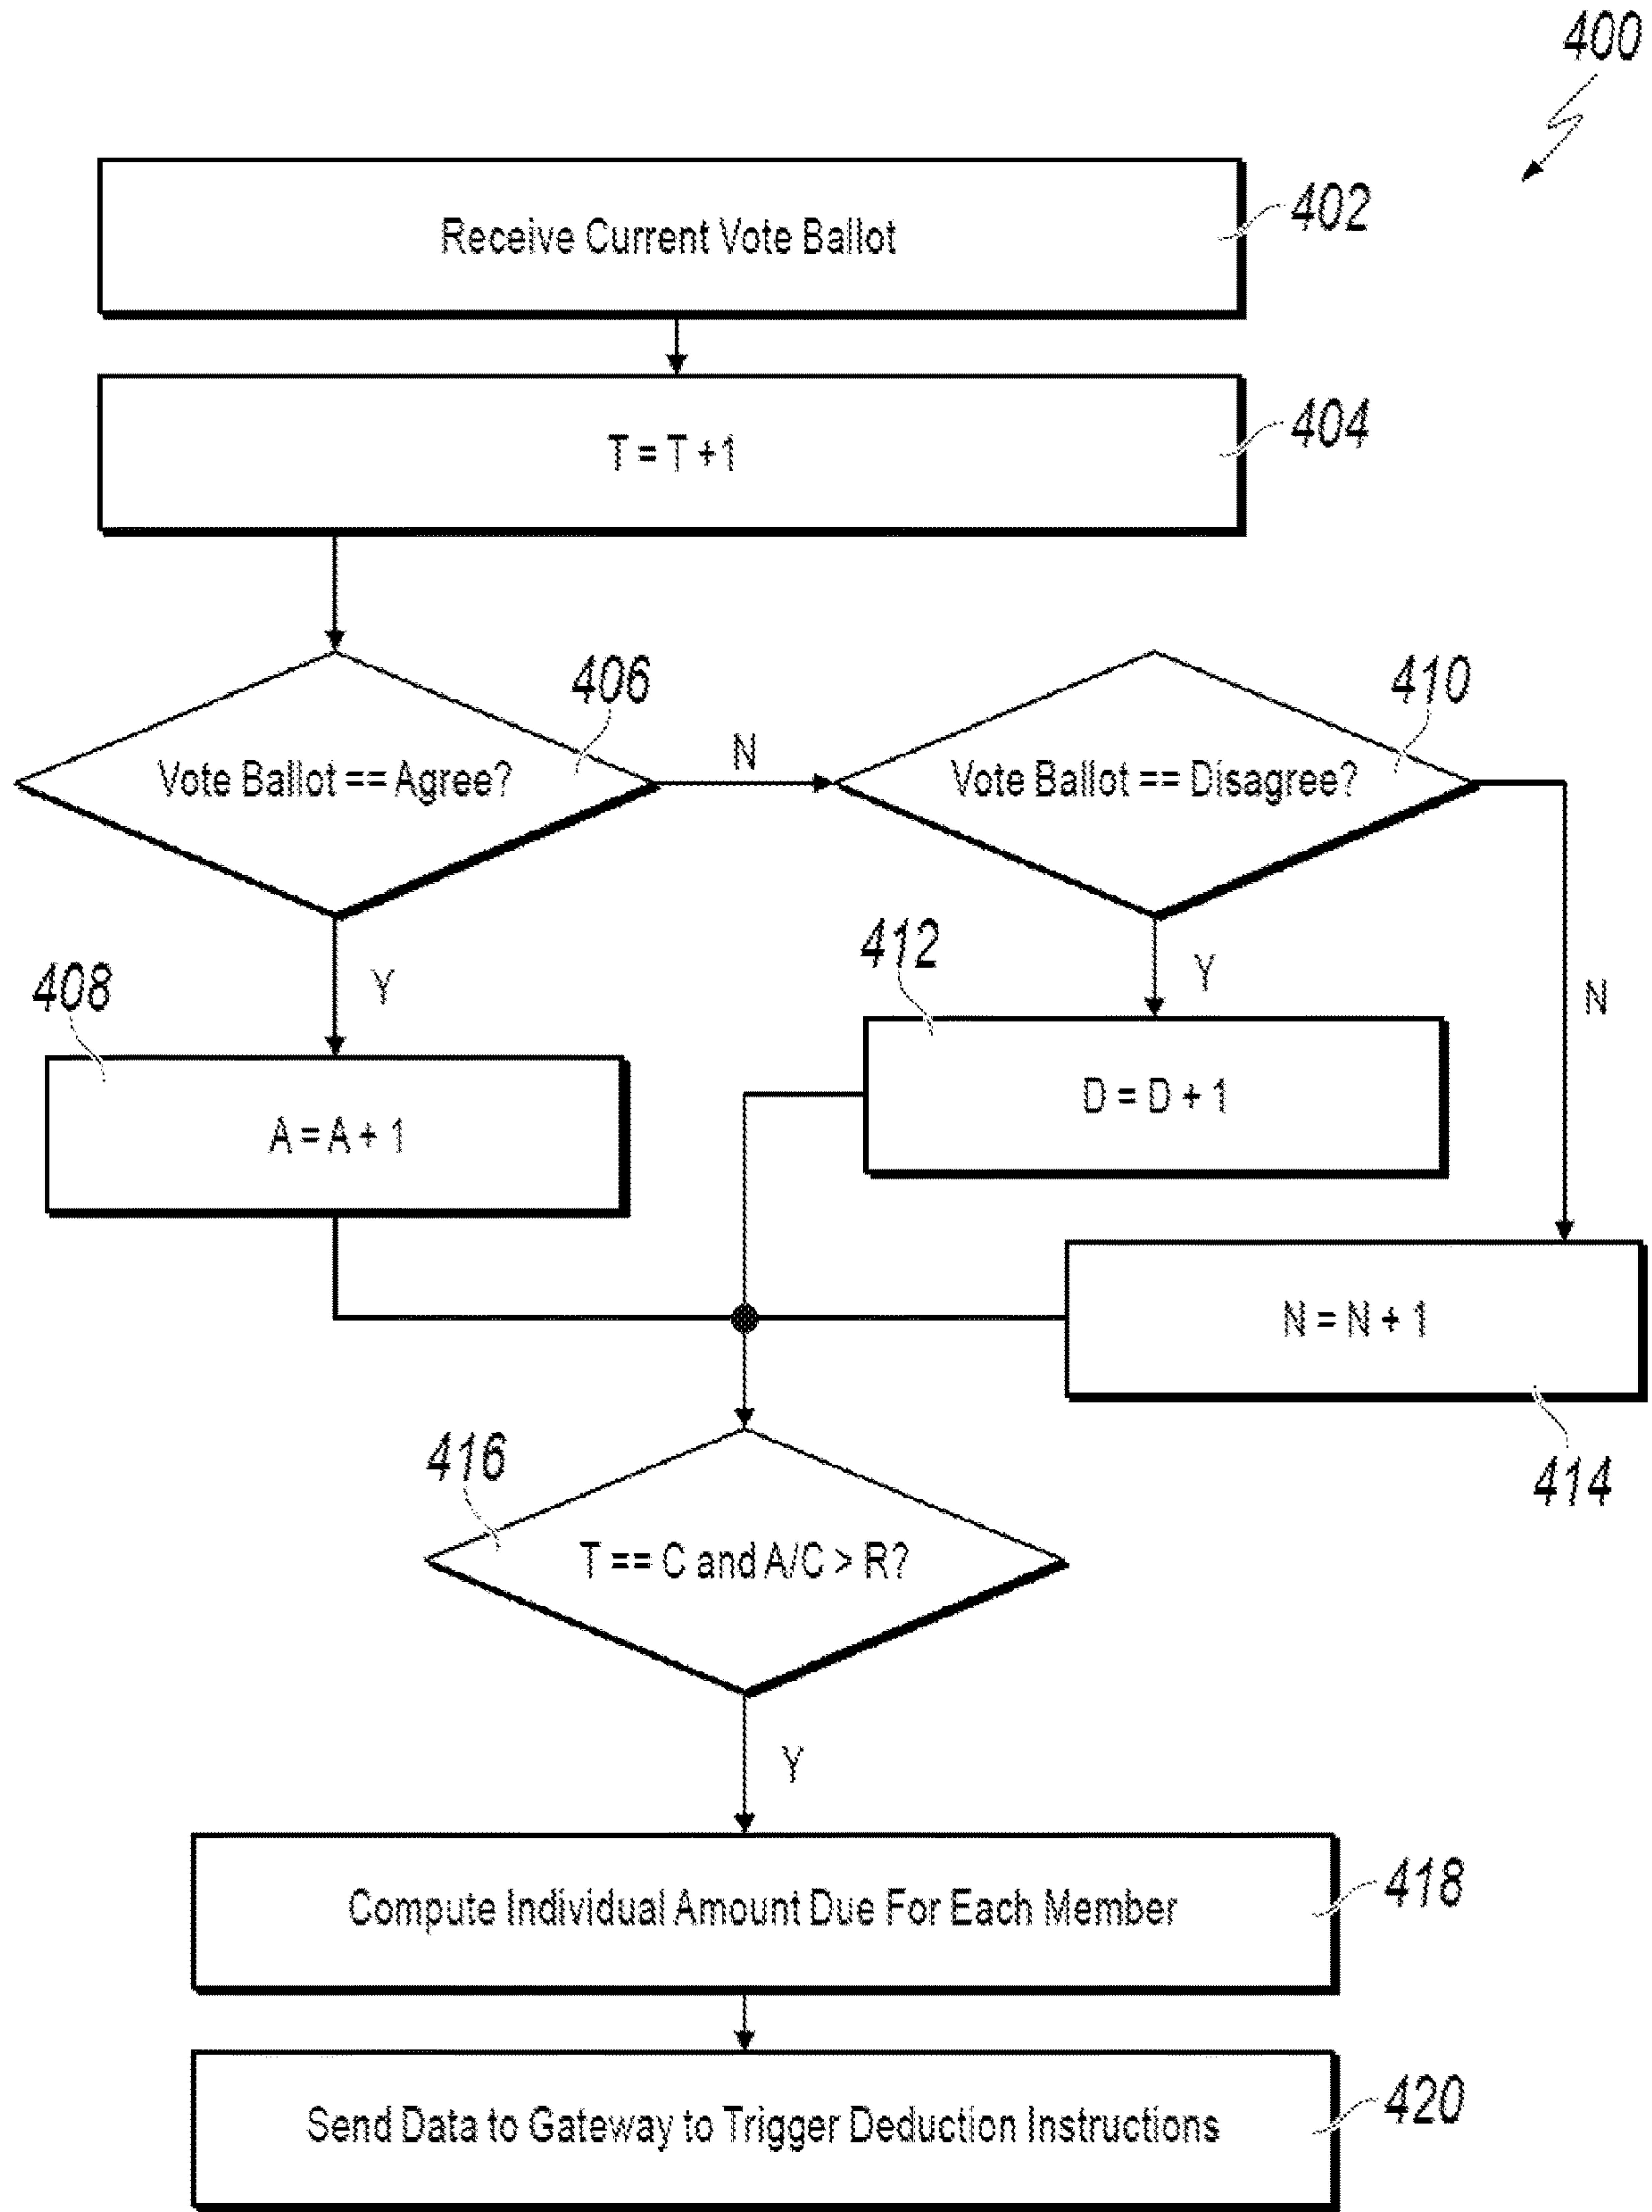 400
Receive Current Vote Ballot
402
T = T +1
404
406
410
Vote Ballot == Agree?
N
Vote Ballot == Disagree?
412
408
Y
Y
N
A = A + 1
D = D + 1
N = N + 1
416
414
T == C and A/C > R?
Y
Compute Individual Amount Due For Each Member
418
Send Data to Gateway to Trigger Deduction Instructions
420